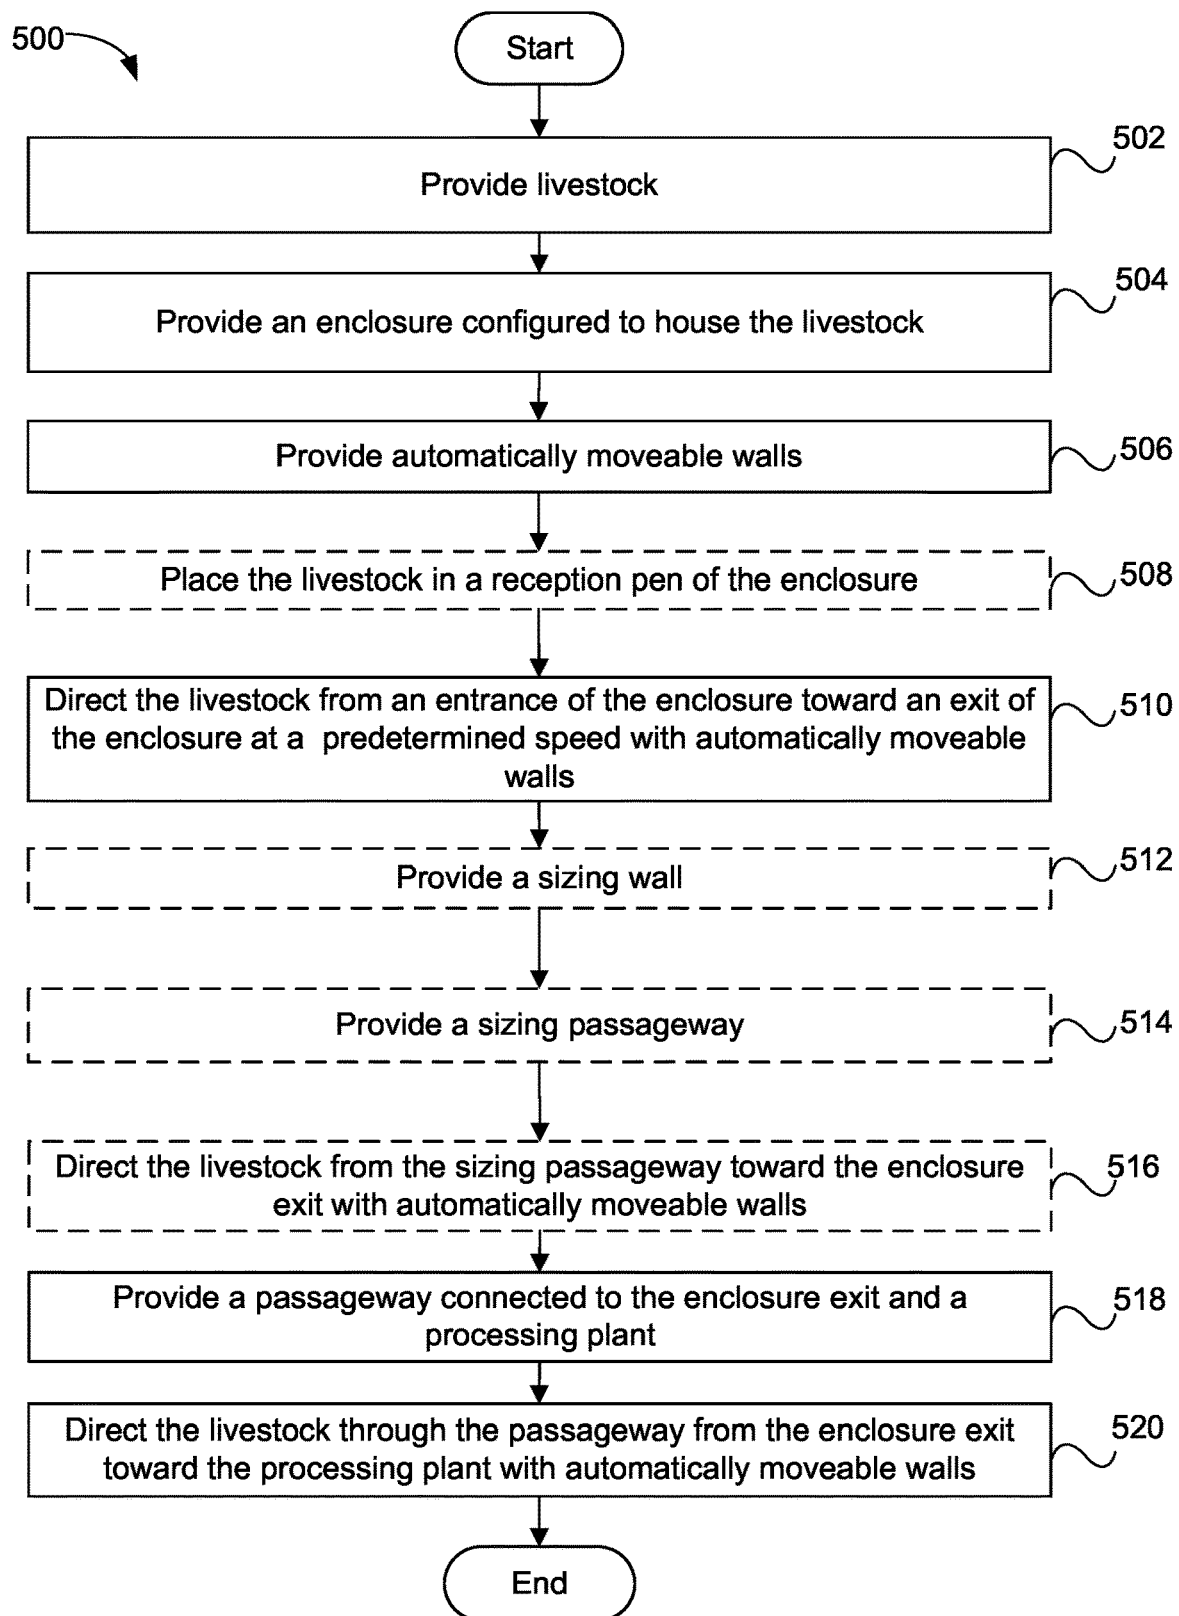 500
Start
502
Provide livestock
504
Provide an enclosure configured to house the livestock
Provide automatically moveable walls
506
Place the livestock in a reception pen of the enclosure
508
Direct the livestock from an entrance of the enclosure toward an exit of
the enclosure at a predetermined speed with automatically moveable
walls
510
Provide a sizing wall
512
Provide a sizing passageway
514
Direct the livestock from the sizing passageway toward the enclosure
exit with automatically moveable walls
516
Provide a passageway connected to the enclosure exit and a
processing plant
518
Direct the livestock through the passageway from the enclosure exit
toward the processing plant with automatically moveable walls
520
End